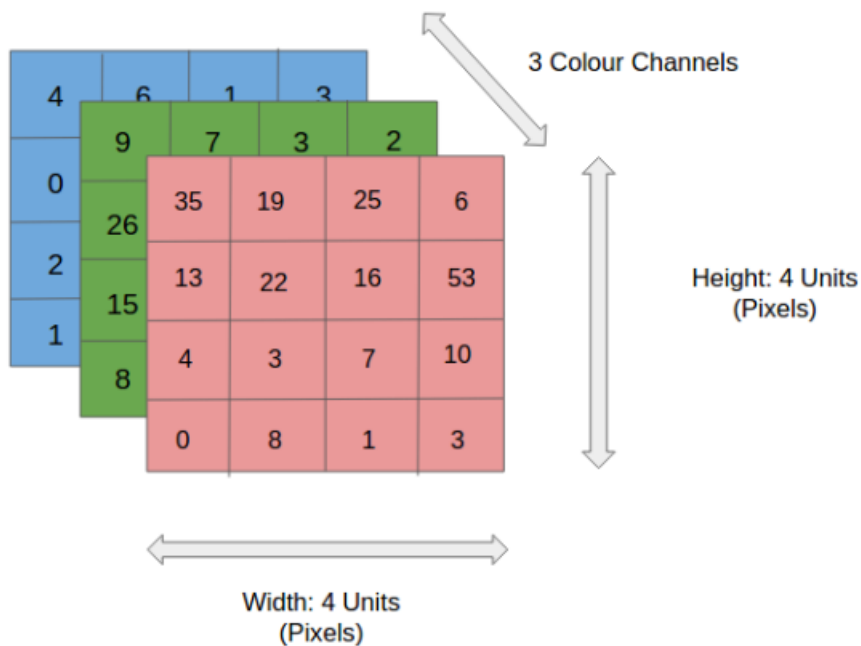 3 Colour Channels
4 6 1 3
9 7 3 2
35 19 25 6
0
26
13 22 16 53
Height: 4 Units
(Pixels)
2
15
4 3 7 10
1
8
0 8 1 3
Width: 4 Units
(Pixels)